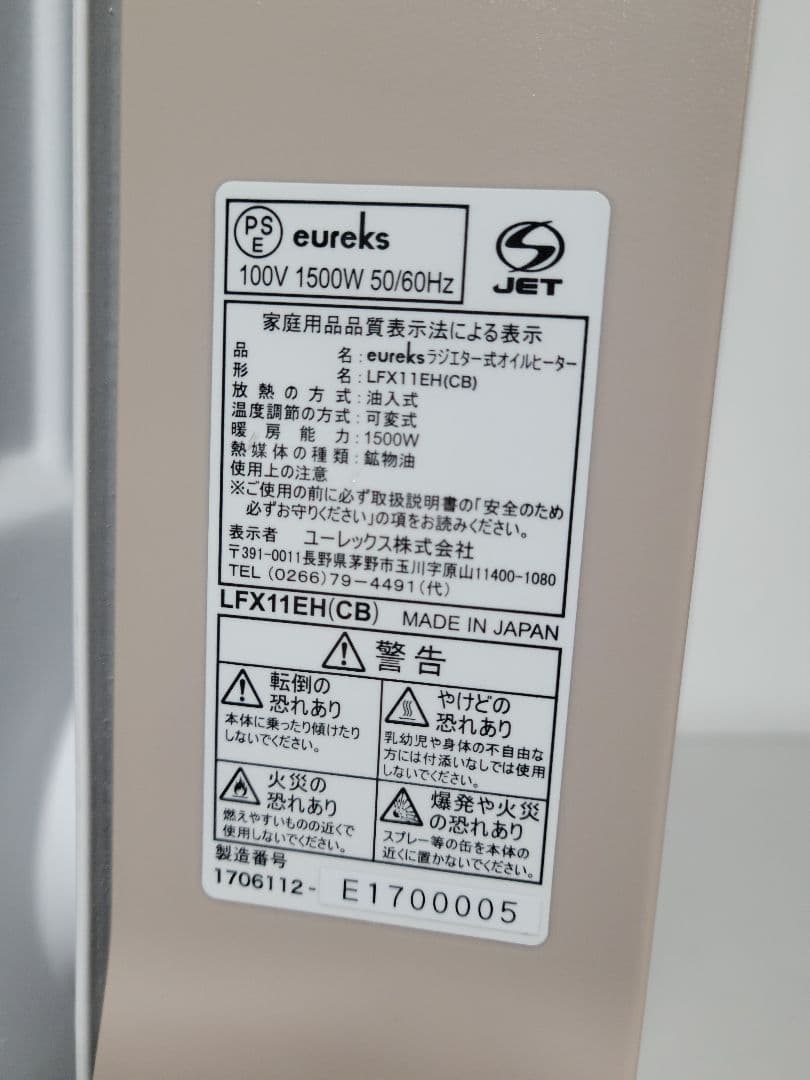 PSE eureks
100V 1500W 50/60Hz
JET
家庭用品品質表示法による表示
品名:eureksラジエター式オイルヒーター
形名:LFX11EH(CB)
放熱の方式:油入式
温度調節の方式:可変式
暖房能力:1500W
熱媒体の種類:鉱物油
使用上の注意
※ご使用の前に必ず取扱説明書の「安全のため
必ずお守りください」の項をお読みください。
表示者 ユーレックス株式会社
〒391-0011長野県茅野市玉川字原山11400-1080
TEL(0266)79-4491(代)
LFX11EH(CB) MADE IN JAPAN
警告
転倒の
恐れあり
本体に乗ったり傾けたり
しないでください。
やけどの
恐れあり
乳幼児や身体の不自由な
方には付添いなしでは使用
しないでください。
火災の
恐れあり
燃えやすいものの近くで
使用しないでください。
爆発や火災
の恐れあり
スプレー等の缶を本体の
近くに置かないでください。
製造番号
1706112- E1700005